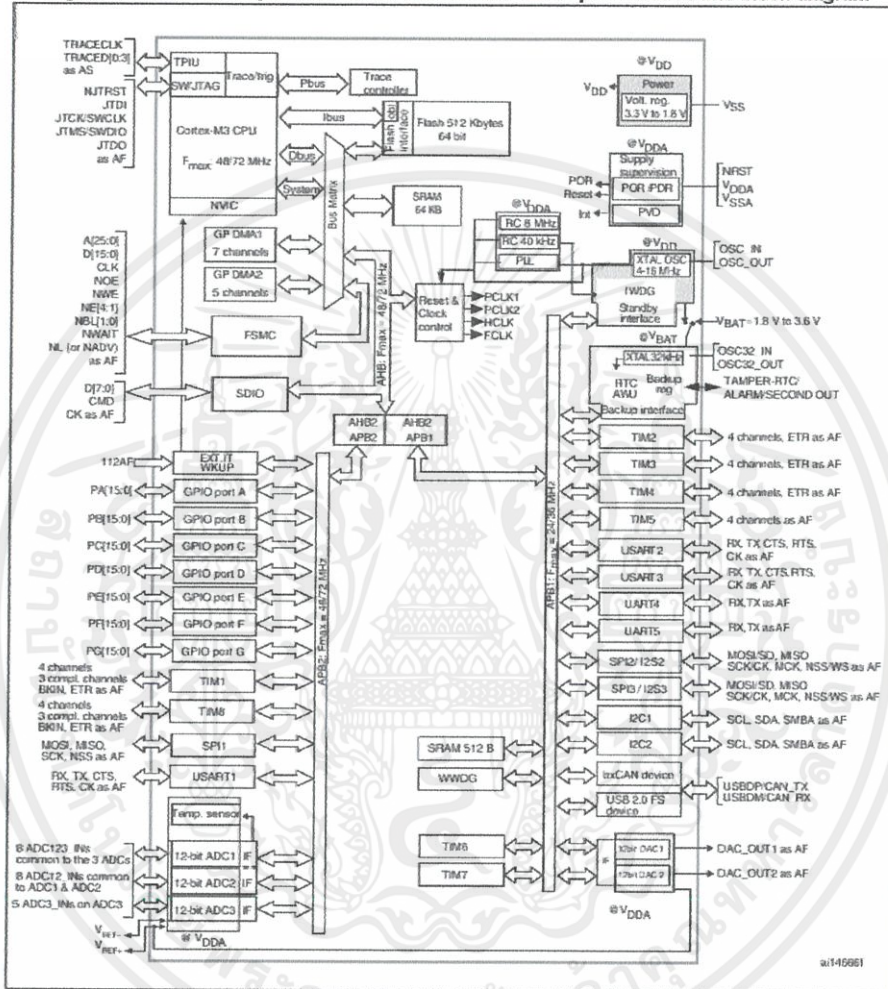 TRACECLK
TRACED[0:3]
as AS
NJTRST
JTDI
JTCK/SWCLK
JTMS/SWDIO
JTDO
as AF
TPIU
SW/JTAG
Trace/trig
Cortex-M3 CPU
Fmax: 48/72 MHz
NVIC
Pbus
Trace
controller
Ibus
Dbus
System
Flash obl
interface
Flash 512 Kbytes
64 bit
Bus Matrix
SRAM
64 KB
GP DMA1
7 channels
GP DMA2
5 channels
A[25:0]
D[15:0]
CLK
NOE
NWE
NE[4:1]
NBL[1:0]
NWAIT
NL (or NADV)
as AF
FSMC
D[7:0]
CMD
CK as AF
SDIO
AHB: Fmax = 48/72 MHz
@VDD
VDD
Power
Volt. reg.
3.3 V to 1.8 V
VSS
@VDDA
Supply
supervision
POR
Reset
POR /PDR
Int
PVD
NRST
VDDA
VSSA
@VDDA
RC 8 MHz
RC 40 kHz
PLL
Reset &
Clock
control
PCLK1
PCLK2
HCLK
FCLK
@VDD
XTAL OSC
4-16 MHz
OSC_IN
OSC_OUT
IWDG
Standby
interface
VBAT=1.8 V to 3.6 V
@VBAT
XTAL32kHz
OSC32_IN
OSC32_OUT
RTC
AWU
Backup
reg
Backup interface
TAMPER-RTC/
ALARM/SECOND OUT
AHB2
APB2
AHB2
APB1
112AF
EXT.IT
WKUP
PA[15:0]
GPIO port A
PB[15:0]
GPIO port B
PC[15:0]
GPIO port C
PD[15:0]
GPIO port D
PE[15:0]
GPIO port E
PF[15:0]
GPIO port F
PG[15:0]
GPIO port G
4 channels
3 compl. channels
BKIN, ETR as AF
TIM1
4 channels
3 compl. channels
BKIN, ETR as AF
TIM8
MOSI, MISO,
SCK, NSS as AF
SPI1
RX, TX, CTS,
RTS, CK as AF
USART1
APB2: Fmax = 48/72 MHz
Temp. sensor
8 ADC123_INs
common to the 3 ADCs
12-bit ADC1 IF
8 ADC12_INs common
to ADC1 & ADC2
12-bit ADC2 IF
5 ADC3_INs on ADC3
12-bit ADC3 IF
VREF-
VREF+
@ VDDA
APB1: Fmax = 24/36 MHz
TIM2
4 channels, ETR as AF
TIM3
4 channels, ETR as AF
TIM4
4 channels, ETR as AF
TIM5
4 channels as AF
USART2
RX, TX, CTS, RTS,
CK as AF
USART3
RX, TX, CTS,RTS,
CK as AF
UART4
RX,TX as AF
UART5
RX,TX as AF
SPI2/ I2S2
MOSI/SD, MISO
SCK/CK, MCK, NSS/WS as AF
SPI3/ I2S3
MOSI/SD, MISO
SCK/CK, MCK, NSS/WS as AF
I2C1
SCL, SDA, SMBA as AF
I2C2
SCL, SDA, SMBA as AF
SRAM 512 B
WWDG
bxCAN device
USB 2.0 FS
device
USBDP/CAN_TX
USBDM/CAN_RX
TIM6
TIM7
IF
12bit DAC1
12bit DAC 2
DAC_OUT1 as AF
DAC_OUT2 as AF
@VDDA
ai14666f